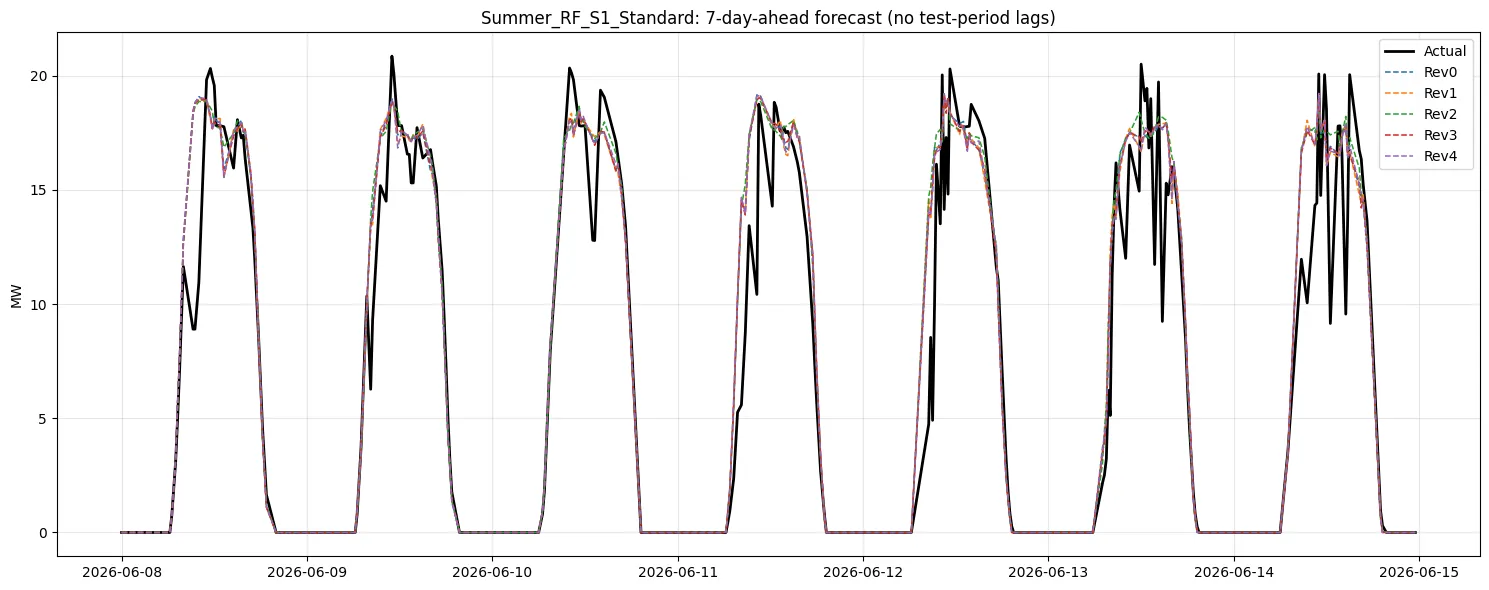 Summer_RF_S1_Standard: 7-day-ahead forecast (no test-period lags)
Actual
Rev0
Rev1
Rev2
Rev3
Rev4
MW
20
15
10
5
0
2026-06-08
2026-06-09
2026-06-10
2026-06-11
2026-06-12
2026-06-13
2026-06-14
2026-06-15